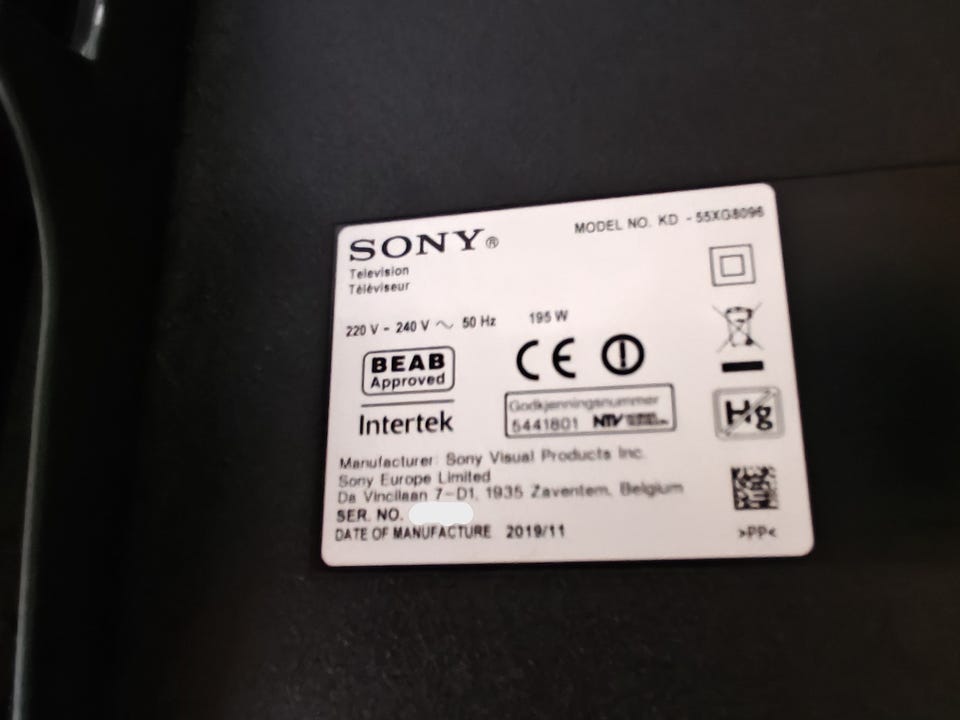 SONY®
MODEL NO. KD - 55XG8096
Television
Téléviseur
220 V - 240 V ~ 50 Hz 195 W
BEAB
Approved
Intertek
CE
Godkjenningsnummer
5441801 NTV
Hg
Manufacturer: Sony Visual Products Inc.
Sony Europe Limited
Da Vincilaan 7-D1, 1935 Zaventem, Belgium
SER. NO.
DATE OF MANUFACTURE 2019/11
>PP<